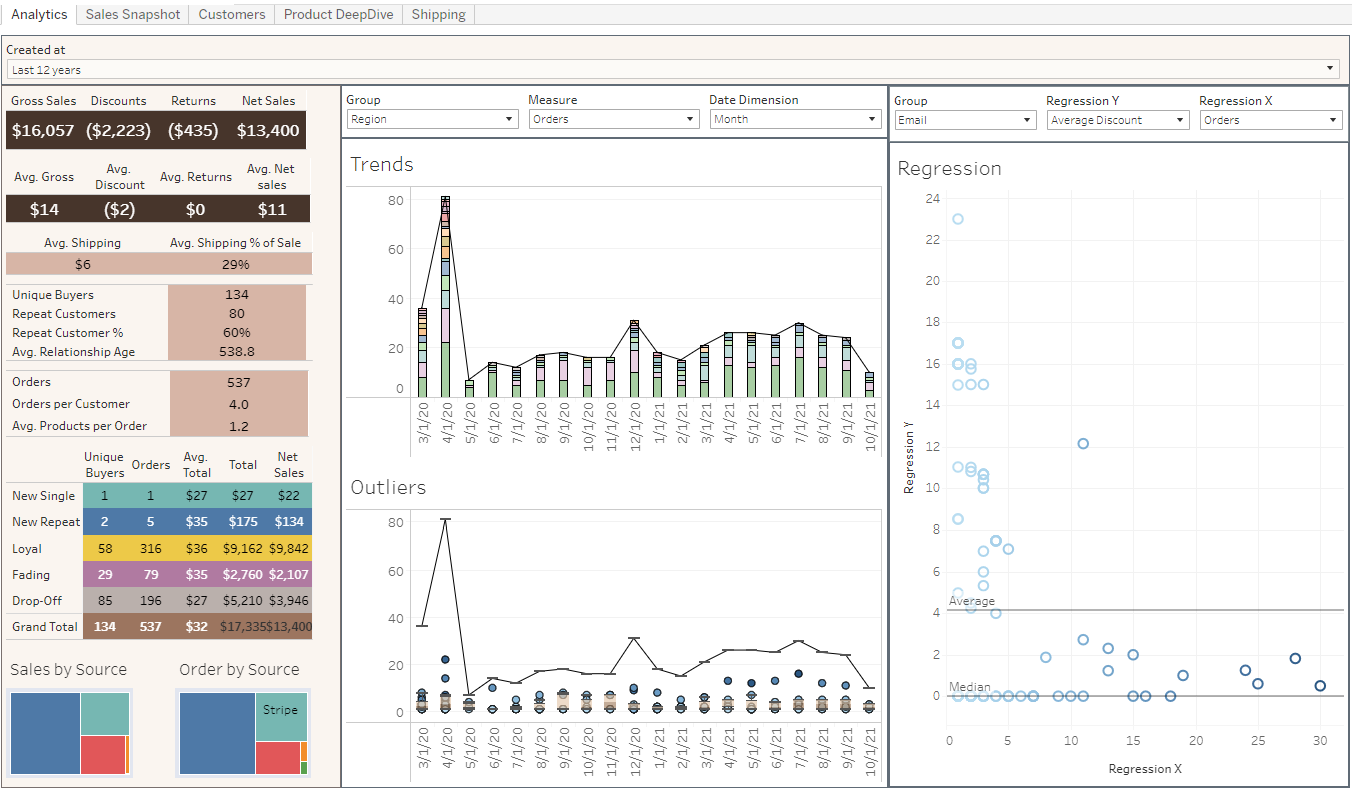 Analytics Sales Snapshot Customers Product DeepDive Shipping
Created at
Last 12 years
Gross Sales Discounts Returns Net Sales
$16,057 ($2,223) ($435) $13,400
Avg. Gross Avg. Discount Avg. Returns Avg. Net sales
$14 ($2) $0 $11
Avg. Shipping Avg. Shipping % of Sale
$6 29%
Unique Buyers 134
Repeat Customers 80
Repeat Customer % 60%
Avg. Relationship Age 538.8
Orders 537
Orders per Customer 4.0
Avg. Products per Order 1.2
Unique Buyers Orders Avg. Total Total Net Sales
New Single 1 1 $27 $27 $22
New Repeat 2 5 $35 $175 $134
Loyal 58 316 $36 $9,162 $9,842
Fading 29 79 $35 $2,760 $2,107
Drop-Off 85 196 $27 $5,210 $3,946
Grand Total 134 537 $32 $17,335 $13,400
Sales by Source Order by Source
Stripe
Group Measure Date Dimension
Region Orders Month
Trends
80
60
40
20
0
3/1/20 4/1/20 5/1/20 6/1/20 7/1/20 8/1/20 9/1/20 10/1/20 11/1/20 12/1/20 1/1/21 2/1/21 3/1/21 4/1/21 5/1/21 6/1/21 7/1/21 8/1/21 9/1/21 10/1/21
Outliers
80
60
40
20
0
3/1/20 4/1/20 5/1/20 6/1/20 7/1/20 8/1/20 9/1/20 10/1/20 11/1/20 12/1/20 1/1/21 2/1/21 3/1/21 4/1/21 5/1/21 6/1/21 7/1/21 8/1/21 9/1/21 10/1/21
Group Regression Y Regression X
Email Average Discount Orders
Regression
Regression Y
24
22
20
18
16
14
12
10
8
6
Average
4
2
Median
0
0 5 10 15 20 25 30
Regression X